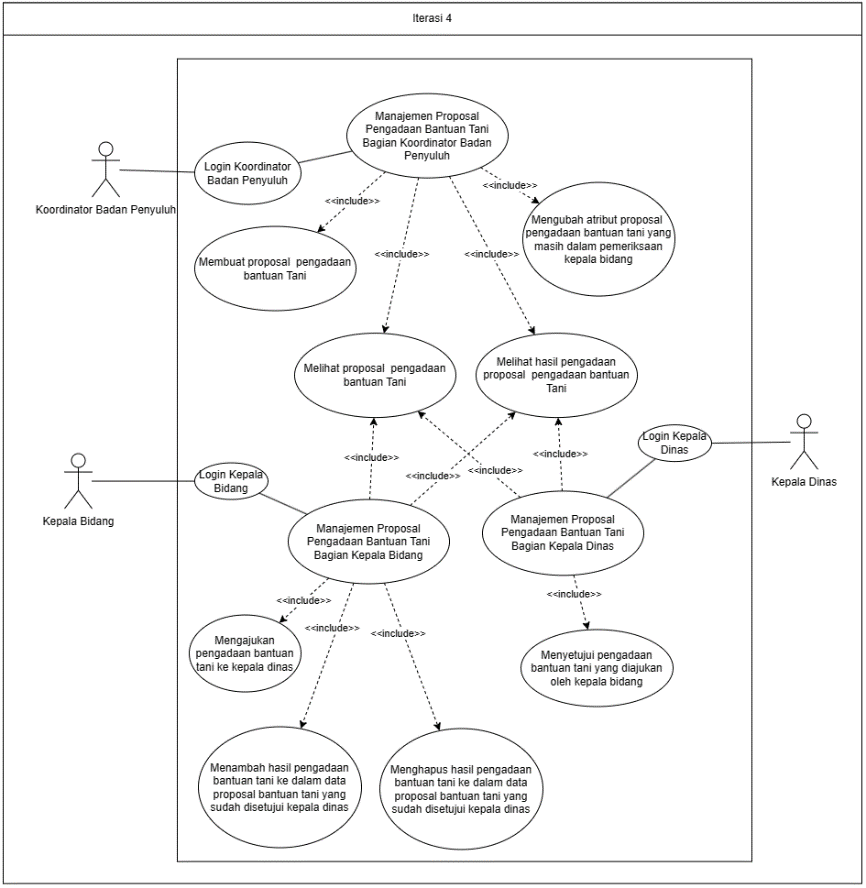 Iterasi 4
Manajemen Proposal
Pengadaan Bantuan Tani
Bagian Koordinator Badan
Penyuluh
Login Koordinator
Badan Penyuluh
Koordinator Badan Penyuluh
<<include>>
<<include>>
<<include>>
<<include>>
Mengubah atribut proposal
pengadaan bantuan tani yang
masih dalam pemeriksaan
kepala bidang
Membuat proposal  pengadaan
bantuan Tani
Melihat proposal  pengadaan
bantuan Tani
Melihat hasil pengadaan
proposal  pengadaan bantuan
Tani
Login Kepala
Dinas
Kepala Dinas
<<include>>
<<include>>
<<include>>
<<include>>
Login Kepala
Bidang
Kepala Bidang
Manajemen Proposal
Pengadaan Bantuan Tani
Bagian Kepala Bidang
Manajemen Proposal
Pengadaan Bantuan Tani
Bagian Kepala Dinas
<<include>>
<<include>>
<<include>>
<<include>>
Mengajukan
pengadaan bantuan
tani ke kepala dinas
Menyetujui pengadaan
bantuan tani yang diajukan
oleh kepala bidang
Menambah hasil pengadaan
bantuan tani ke dalam data
proposal bantuan tani yang
sudah disetujui kepala dinas
Menghapus hasil pengadaan
bantuan tani ke dalam data
proposal bantuan tani yang
sudah disetujui kepala dinas